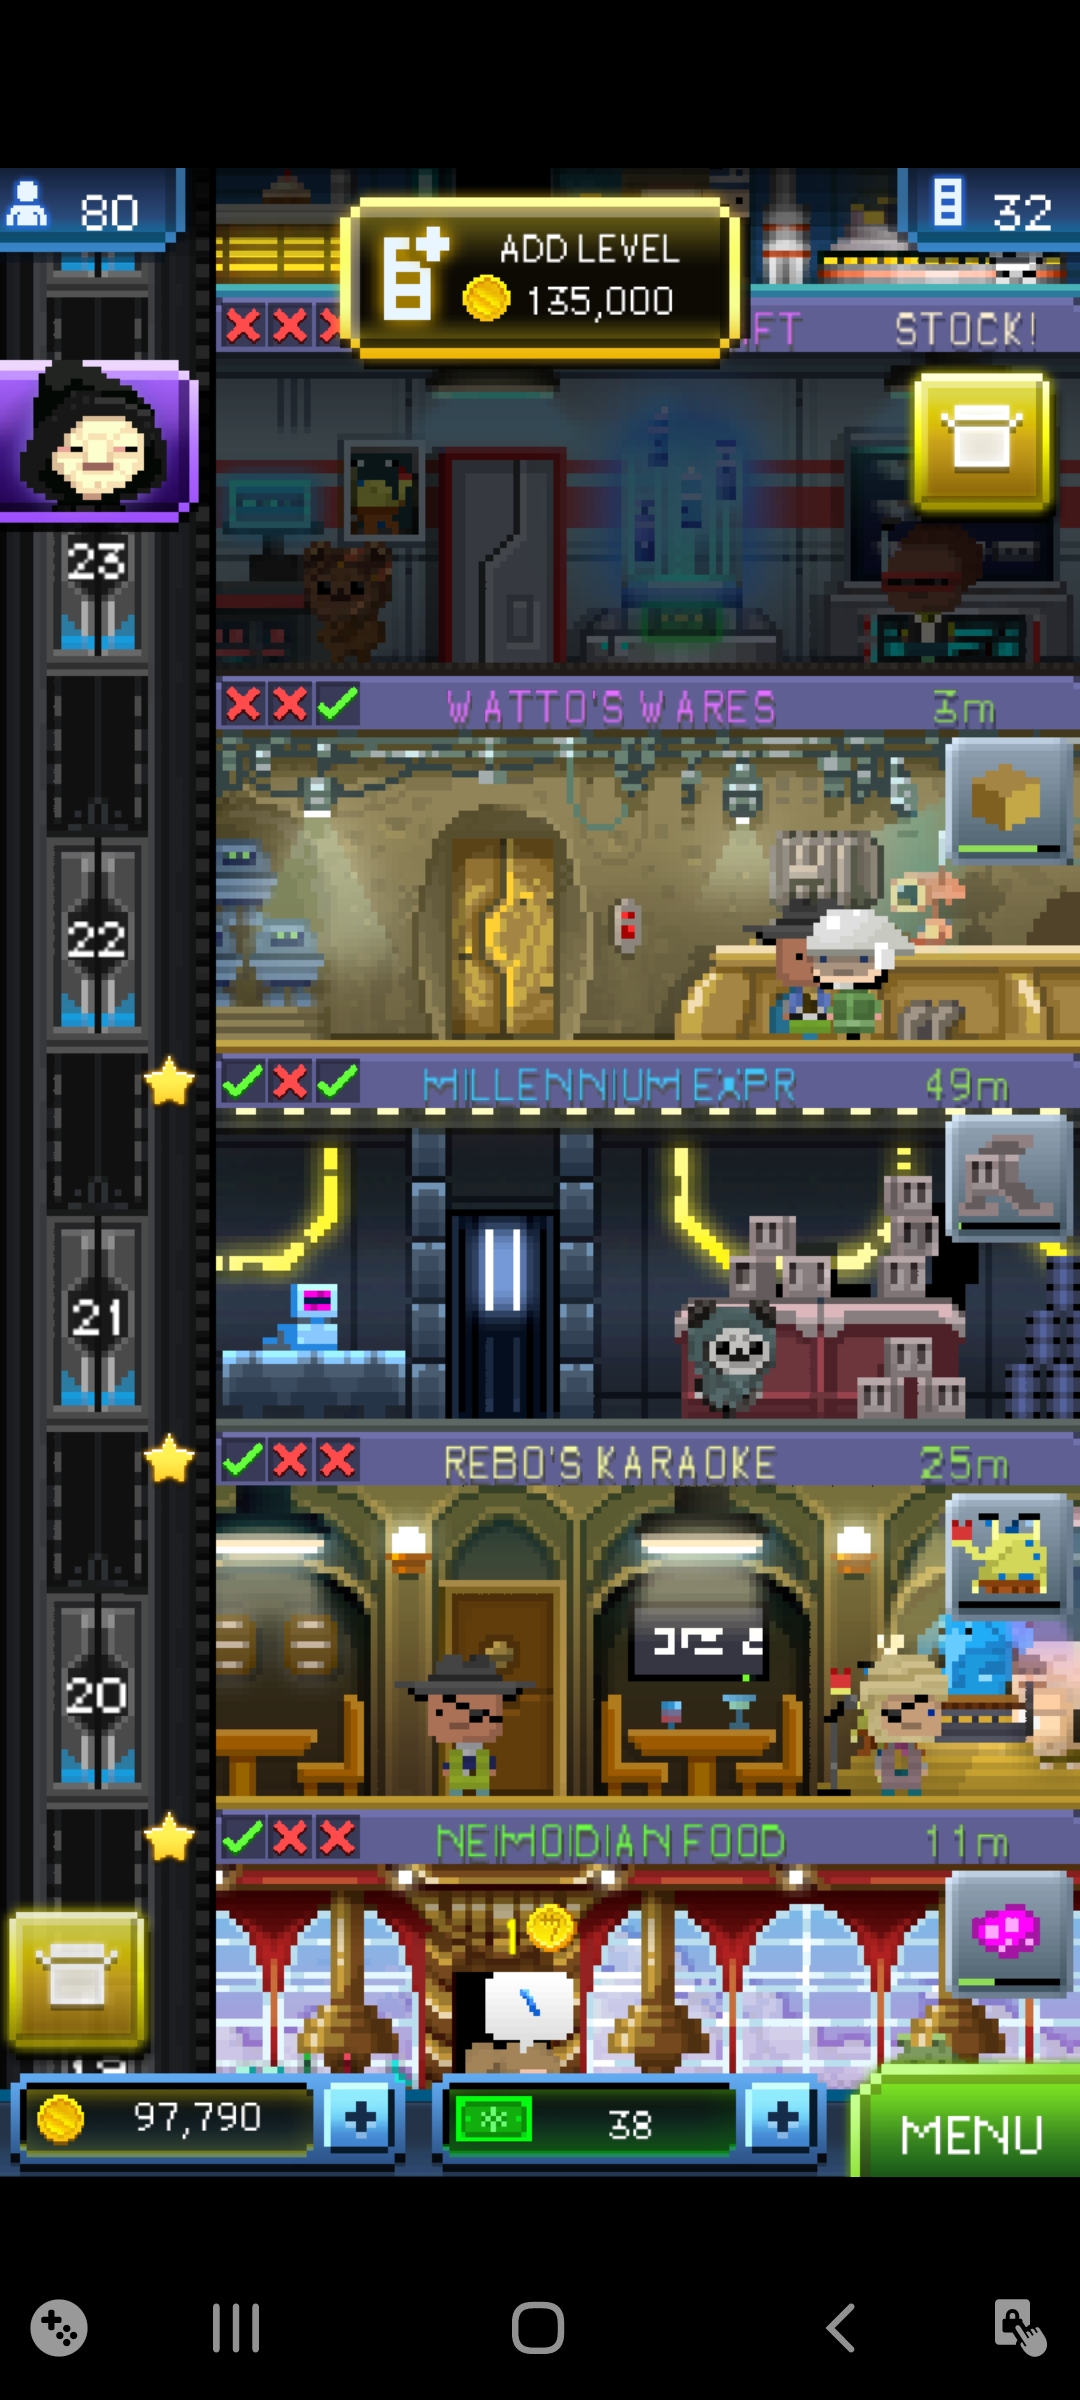 80
ADD LEVEL
135,000
32
FT
STOCK!
23
WATTO'S WARES
3m
22
MILLENNIUM EXPR
49m
21
REBO'S KARAOKE
25m
20
NEIMOIDIAN FOOD
11m
1
97,790
38
MENU